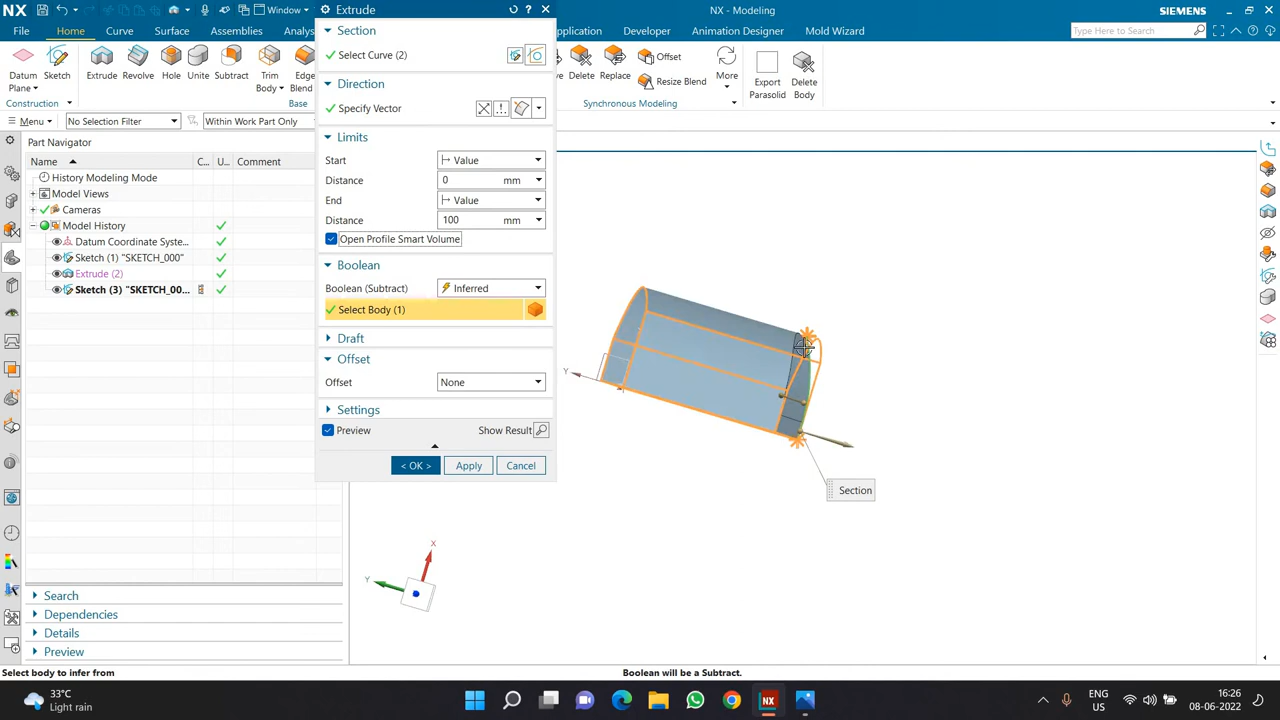 NX
Window
Extrude
NX - Modeling
SIEMENS
File
Home
Curve
Surface
Assemblies
Analys
pplication
Developer
Animation Designer
Mold Wizard
Type here to Search
Datum Plane
Sketch
Extrude
Revolve
Hole
Unite
Subtract
Trim Body
Edge Blend
Delete
Replace
Offset
Resize Blend
More
Export Parasolid
Delete Body
Construction
Base
Synchronous Modeling
Menu
No Selection Filter
Within Work Part Only
Part Navigator
Name
C...
U...
Comment
History Modeling Mode
Model Views
Cameras
Model History
Datum Coordinate Syste...
Sketch (1) "SKETCH_000"
Extrude (2)
Sketch (3) "SKETCH_00...
Search
Dependencies
Details
Preview
Section
Select Curve (2)
Direction
Specify Vector
Limits
Start
Value
Distance
0
mm
End
Value
Distance
100
mm
Open Profile Smart Volume
Boolean
Boolean (Subtract)
Inferred
Select Body (1)
Draft
Offset
Offset
None
Settings
Preview
Show Result
< OK >
Apply
Cancel
Y
Section
X
Y
Select body to infer from
Boolean will be a Subtract.
33°C
Light rain
NX
ENG
US
16:26
08-06-2022